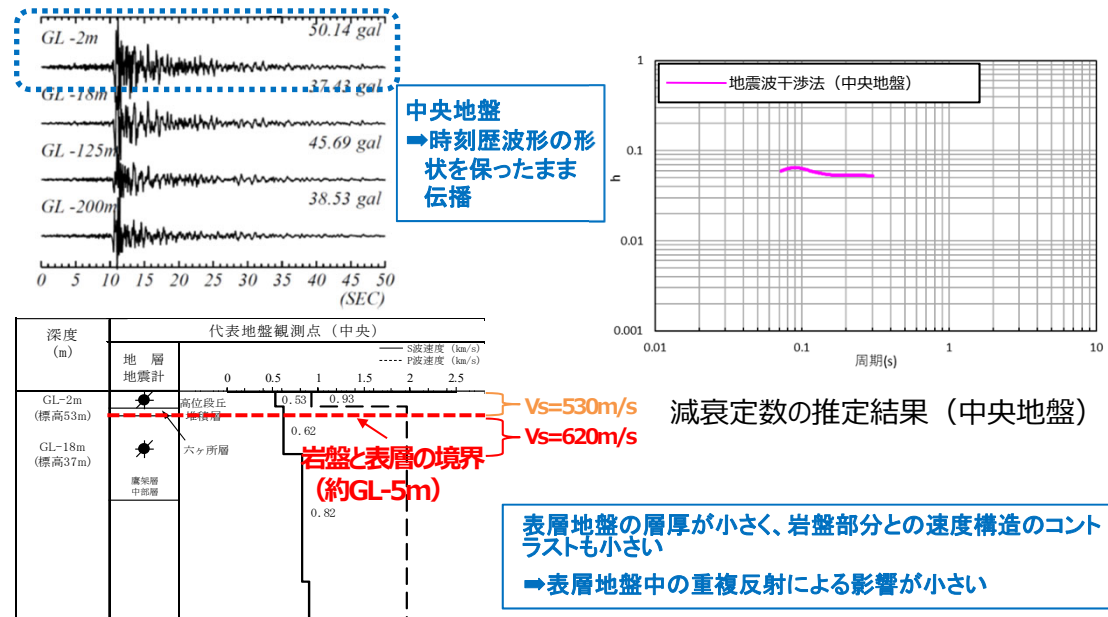 GL -2m
50.14 gal
37.43 gal
GL -18m
45.69 gal
GL -125m
38.53 gal
GL -200m
0 5 10 15 20 25 30 35 40 45 50
(SEC)
中央地盤
➡時刻歴波形の形
状を保ったまま
伝播
1
0.1
0.01
0.001
h
地震波干渉法（中央地盤）
0.01 0.1 1 10
周期(s)
減衰定数の推定結果（中央地盤）
深度
(m)
代表地盤観測点（中央）
地 層
地震計
S波速度 (km/s)
P波速度 (km/s)
0 0.5 1 1.5 2 2.5
GL-2m
(標高53m)
高位段丘
堆積層
0.53
0.93
Vs=530m/s
GL-18m
(標高37m)
六ヶ所層
0.62
Vs=620m/s
岩盤と表層の境界
（約GL-5m）
鷹架層
中部層
0.82
表層地盤の層厚が小さく、岩盤部分との速度構造のコント
ラストも小さい
➡表層地盤中の重複反射による影響が小さい